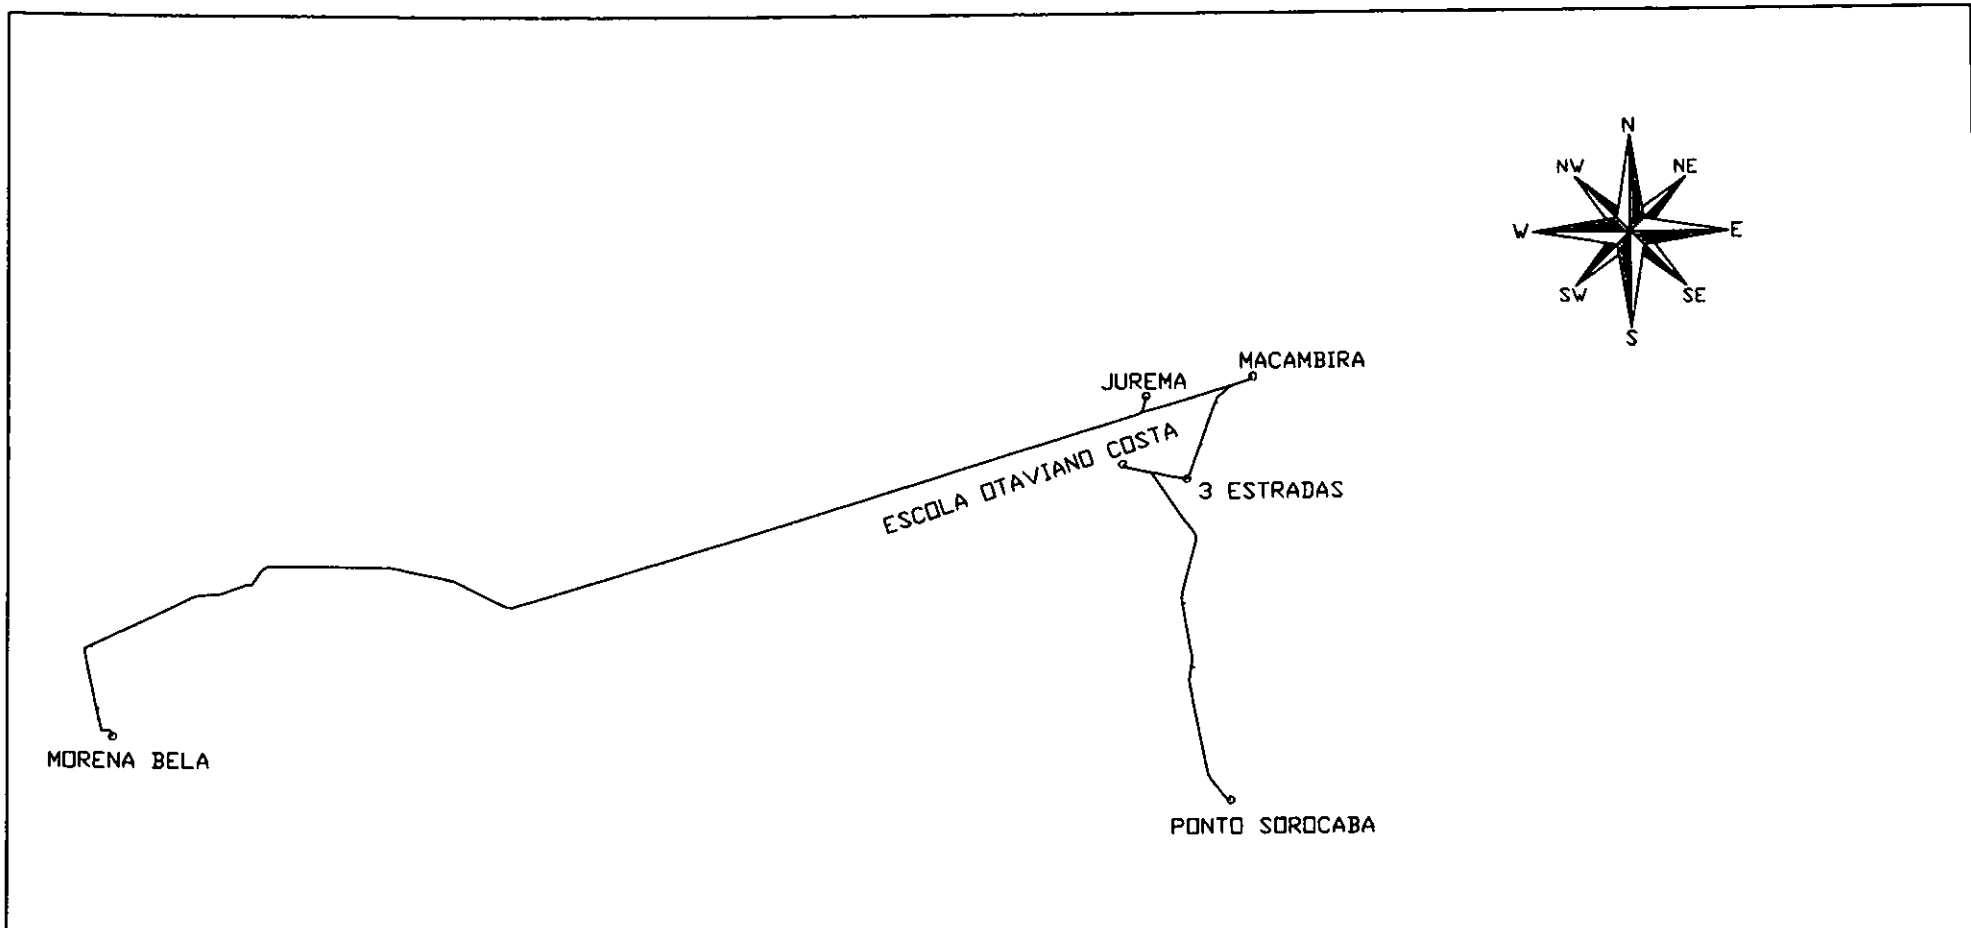 N
NW NE
W E
SW SE
S
MACAMBIRA
JUREMA
ESCOLA OTAVIANO COSTA
3 ESTRADAS
MORENA BELA
PONTO SOROCABA